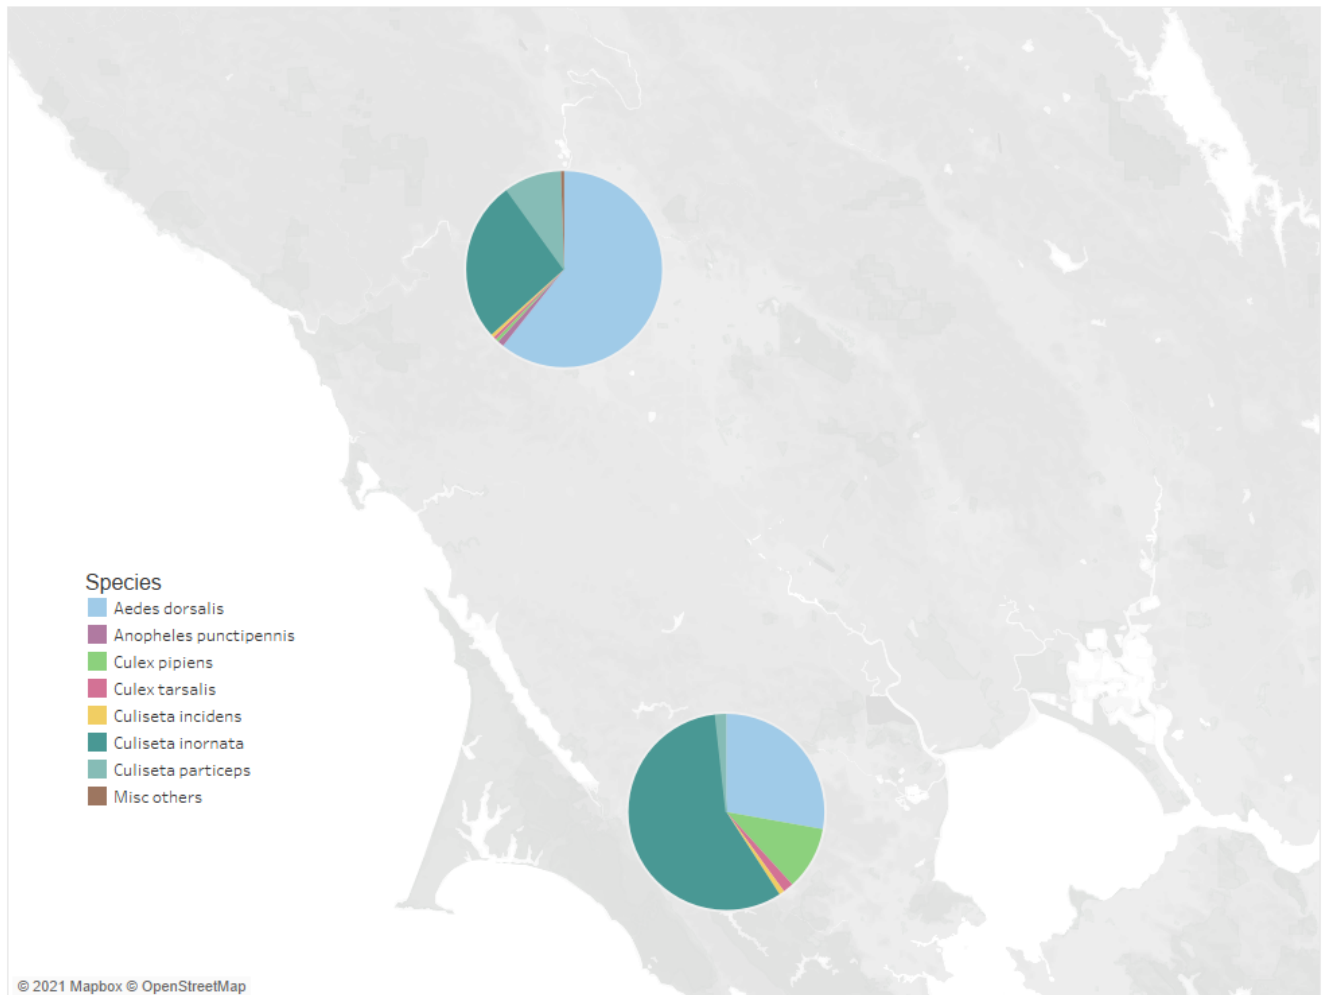 Species
Aedes dorsalis
Anopheles punctipennis
Culex pipiens
Culex tarsalis
Culiseta incidens
Culiseta inornata
Culiseta particeps
Misc others
© 2021 Mapbox © OpenStreetMap